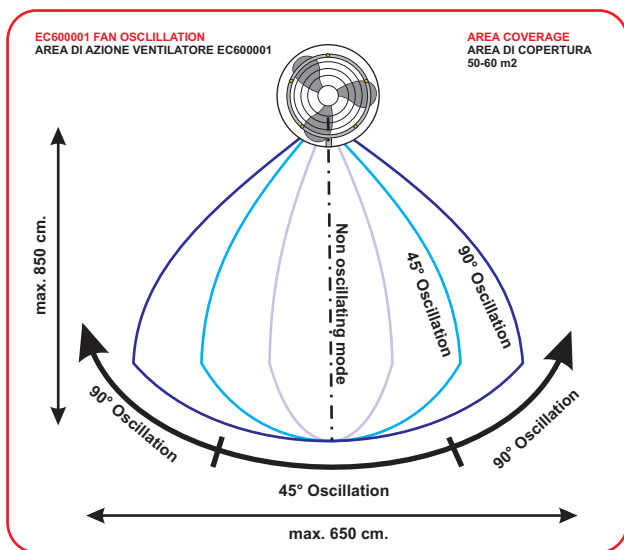 EC600001 FAN OSCLILLATION
AREA DI AZIONE VENTILATORE EC600001
AREA COVERAGE
AREA DI COPERTURA
50-60 m2
max. 850 cm.
Non oscillating mode
45° Oscillation
90° Oscillation
90° Oscillation
90° Oscillation
45° Oscillation
max. 650 cm.